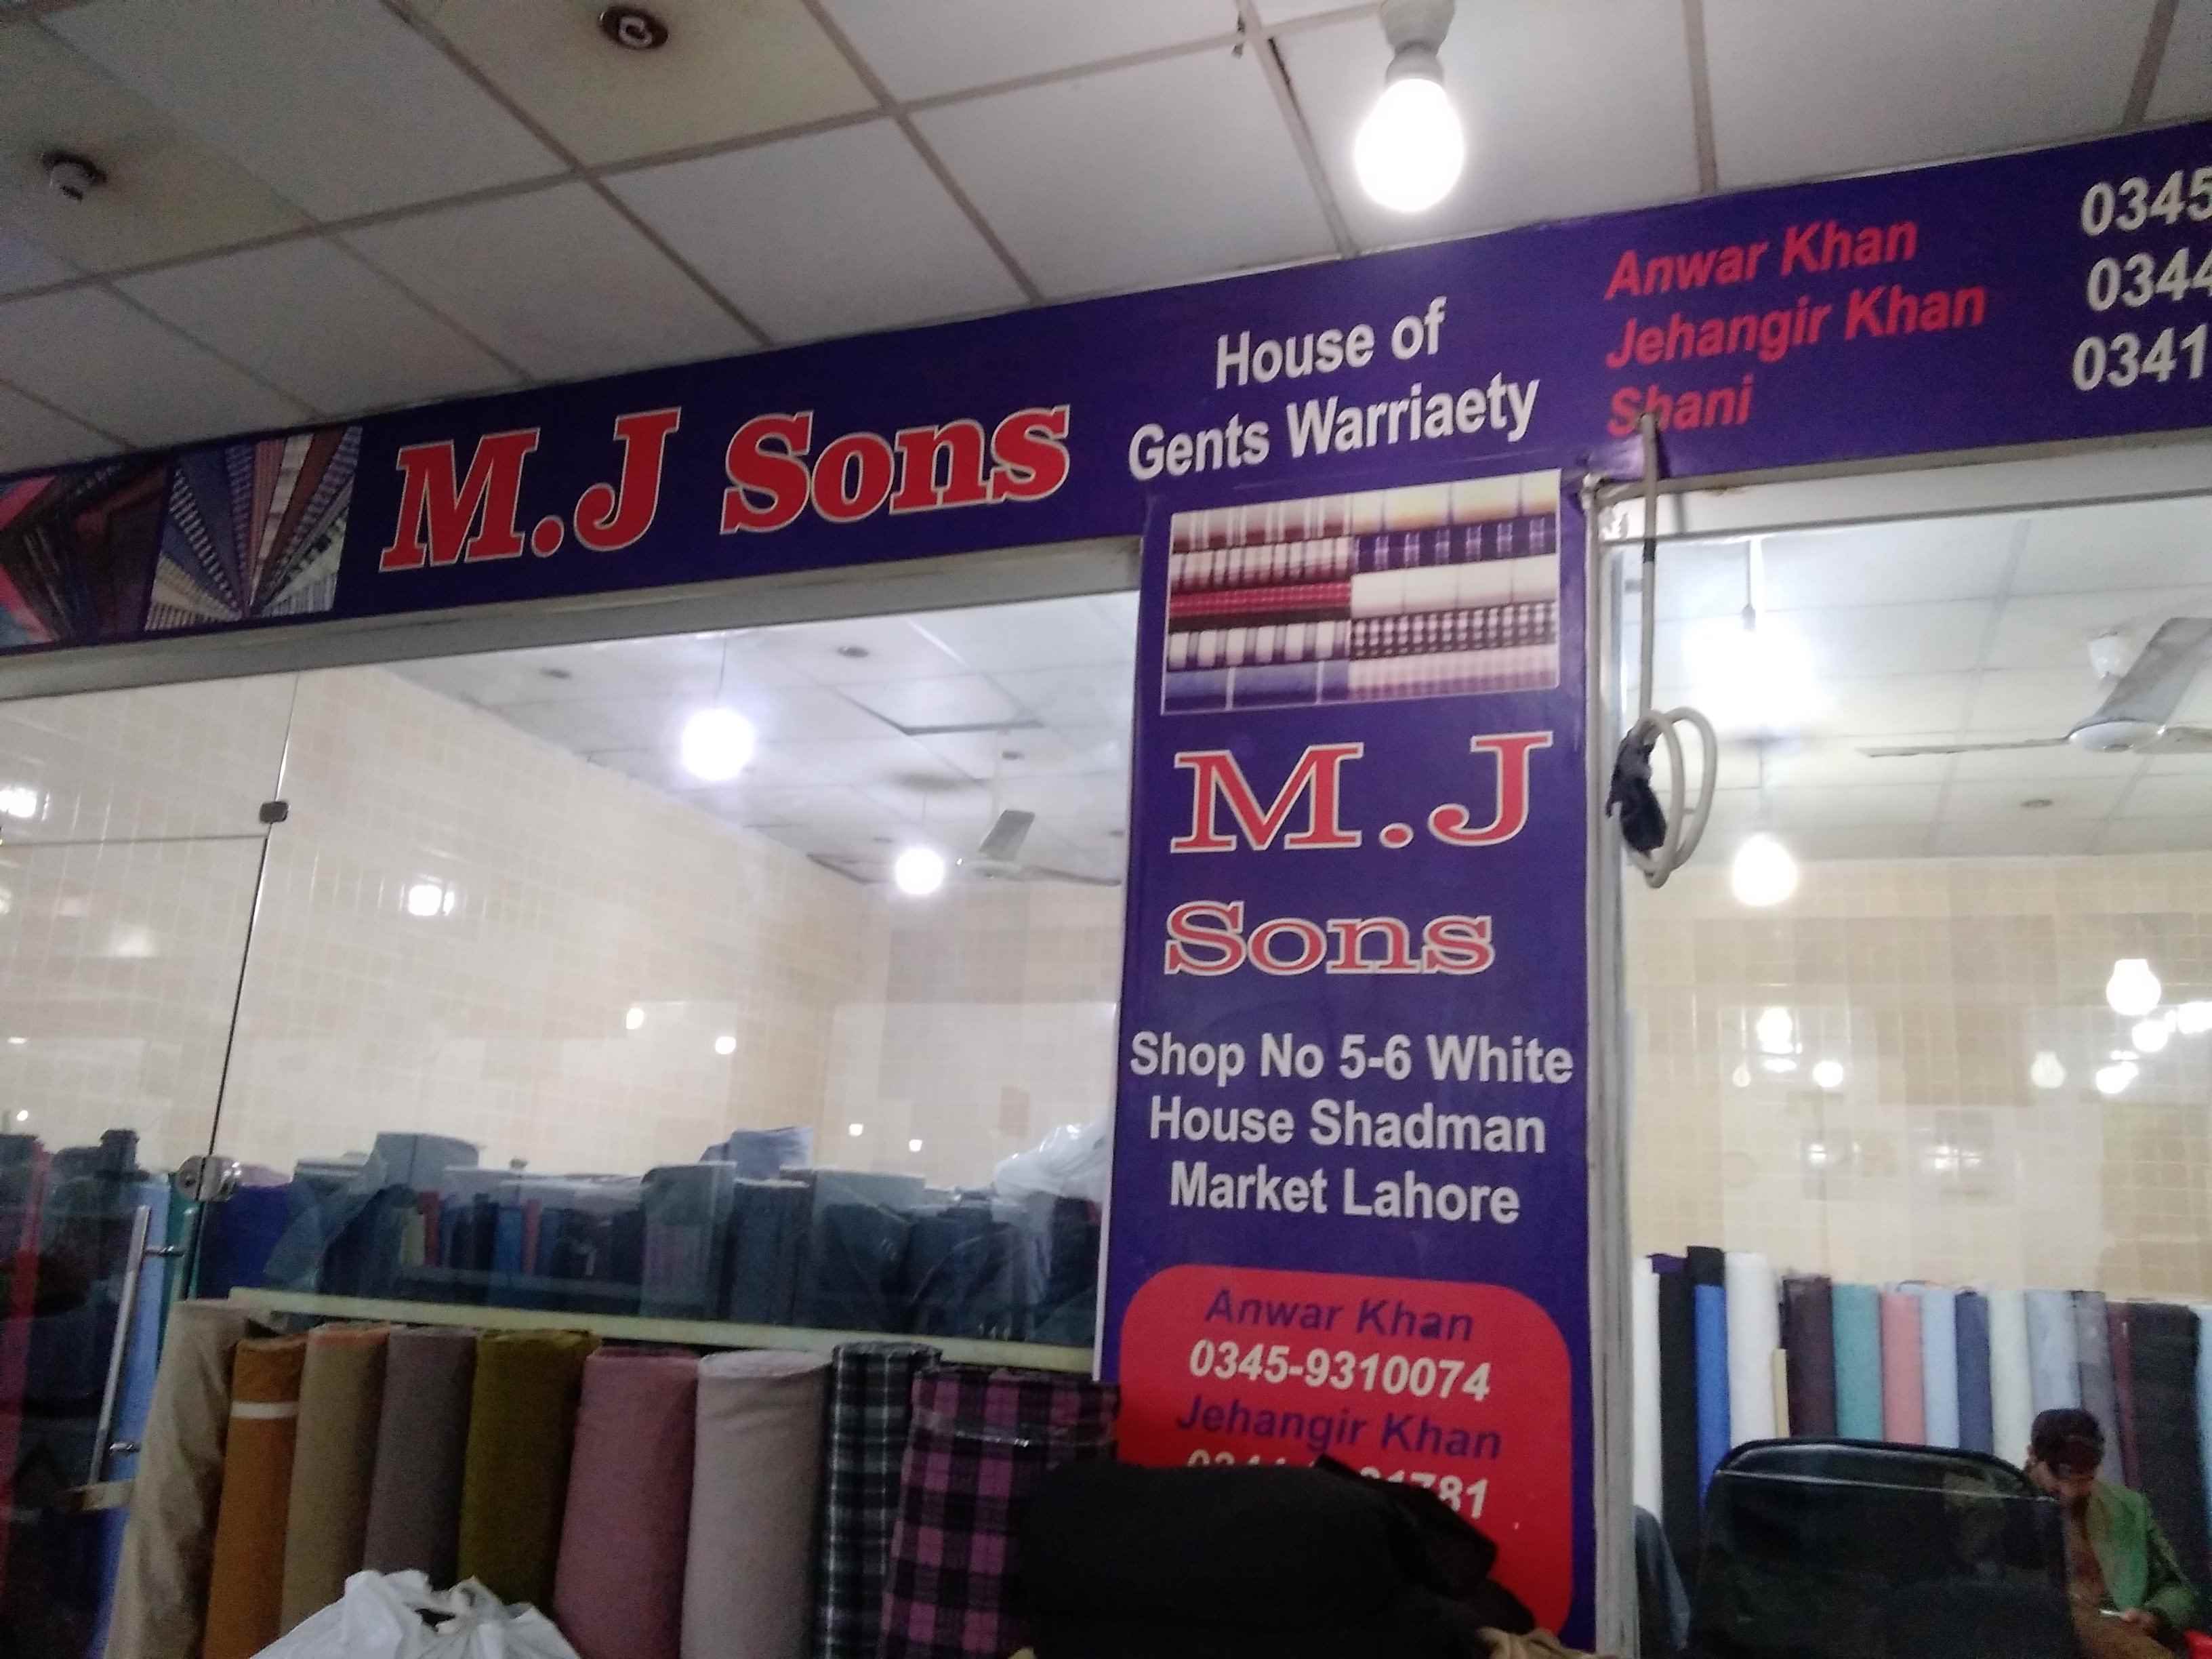 M.J Sons
House of
Gents Warriaety
Anwar Khan
Jehangir Khan
Shani
0345
0344
0341
M.J
Sons
Shop No 5-6 White
House Shadman
Market Lahore
Anwar Khan
0345-9310074
Jehangir Khan